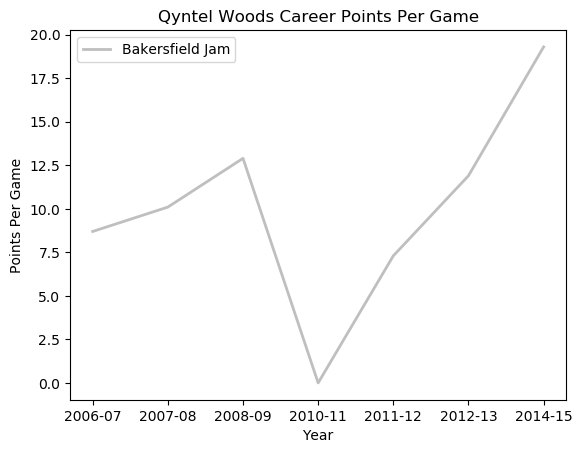 Qyntel Woods Career Points Per Game
Bakersfield Jam
Points Per Game
20.0
17.5
15.0
12.5
10.0
7.5
5.0
2.5
0.0
2006-07 2007-08 2008-09 2010-11 2011-12 2012-13 2014-15
Year